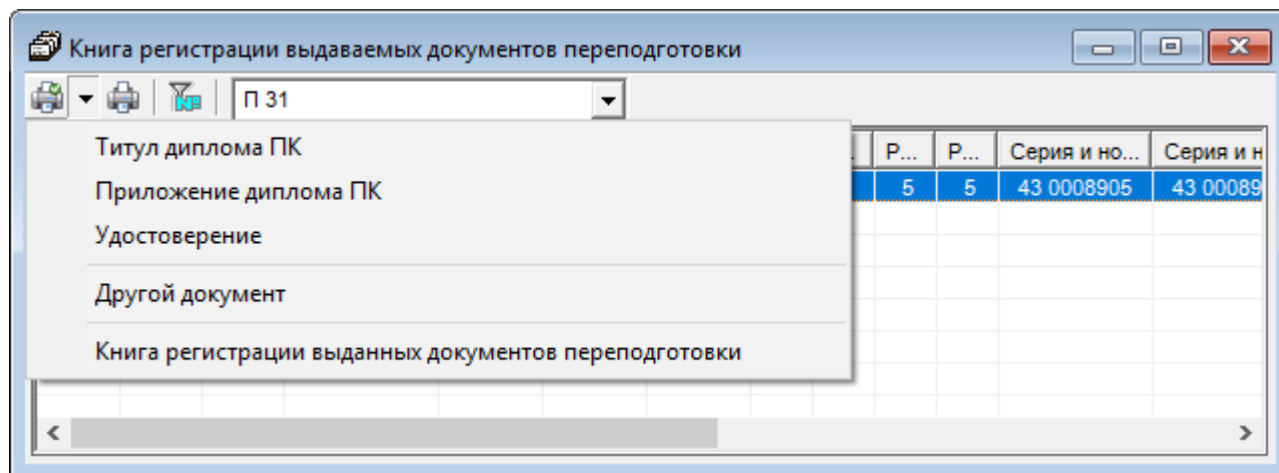 Книга регистрации выдаваемых документов переподготовки
№
П 31
Титул диплома ПК
Приложение диплома ПК
Удостоверение
Другой документ
Книга регистрации выданных документов переподготовки
Р... Р... Серия и но... Серия и н
5 5 43 0008905 43 00089